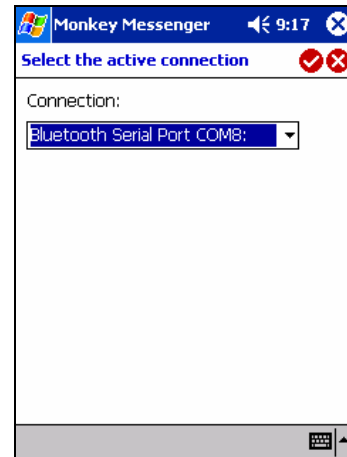 Monkey Messenger 9:17
Select the active connection
Connection:
Bluetooth Serial Port COM8: